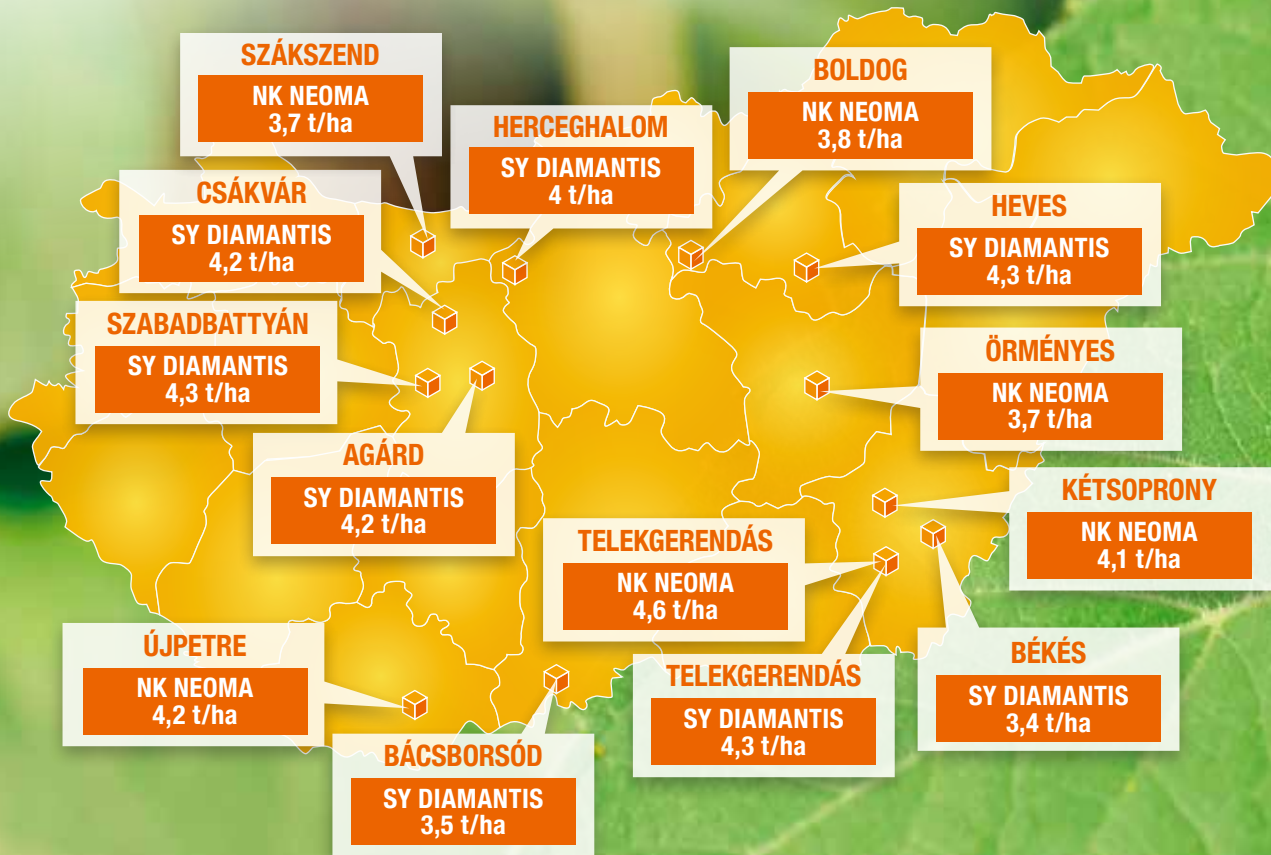 SZÁKSZEND
NK NEOMA
3,7 t/ha
BOLDOG
NK NEOMA
3,8 t/ha
HERCEGHALOM
SY DIAMANTIS
4 t/ha
CSÁKVÁR
SY DIAMANTIS
4,2 t/ha
HEVES
SY DIAMANTIS
4,3 t/ha
SZABADBATTYÁN
SY DIAMANTIS
4,3 t/ha
ÖRMÉNYES
NK NEOMA
3,7 t/ha
AGÁRD
SY DIAMANTIS
4,2 t/ha
KÉTSOPRONY
NK NEOMA
4,1 t/ha
TELEKGERENDÁS
NK NEOMA
4,6 t/ha
ÚJPETRE
NK NEOMA
4,2 t/ha
TELEKGERENDÁS
SY DIAMANTIS
4,3 t/ha
BÉKÉS
SY DIAMANTIS
3,4 t/ha
BÁCSBORSÓD
SY DIAMANTIS
3,5 t/ha